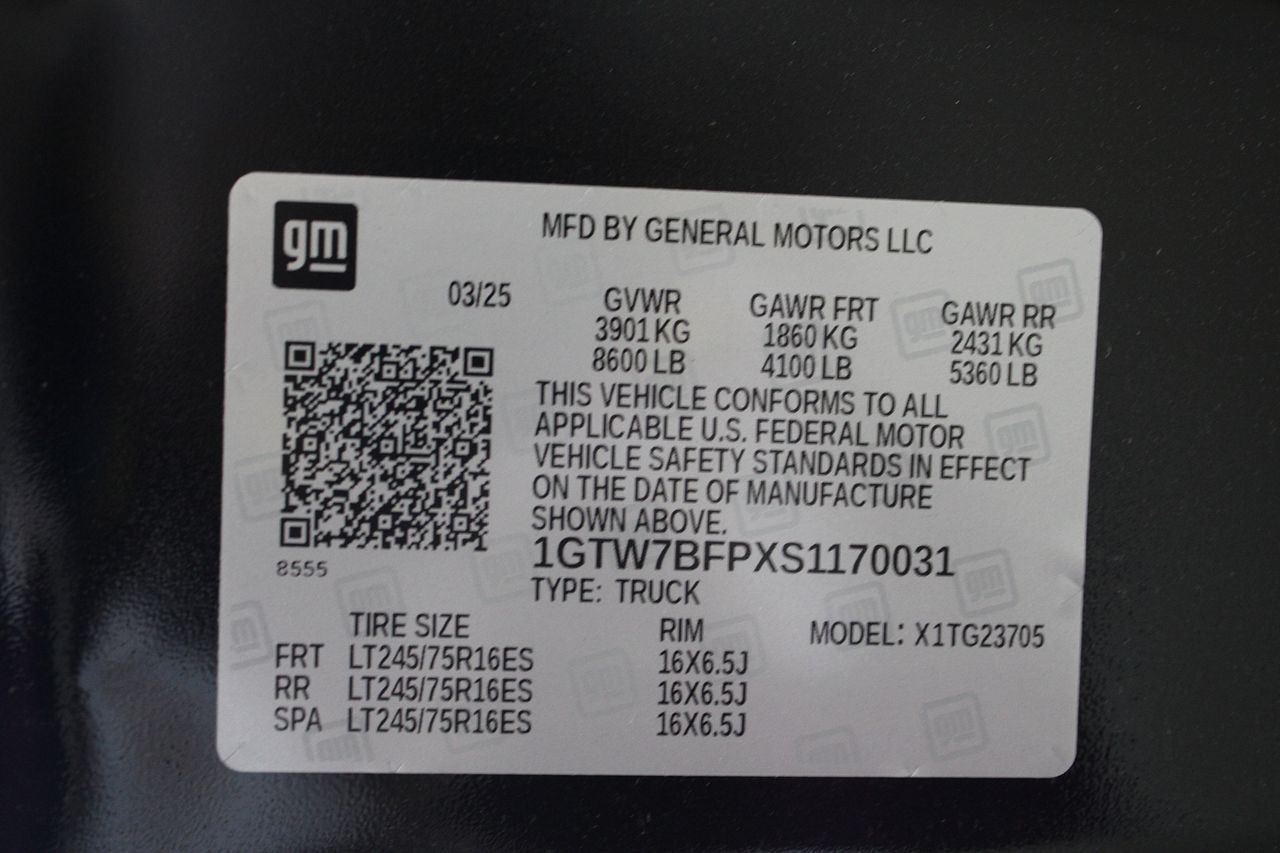 gm
MFD BY GENERAL MOTORS LLC
03/25
GVWR GAWR FRT GAWR RR
3901 KG 1860 KG 2431 KG
8600 LB 4100 LB 5360 LB
THIS VEHICLE CONFORMS TO ALL
APPLICABLE U.S. FEDERAL MOTOR
VEHICLE SAFETY STANDARDS IN EFFECT
ON THE DATE OF MANUFACTURE
SHOWN ABOVE.
1GTW7BFPXS1170031
8555
TYPE: TRUCK
TIRE SIZE RIM MODEL: X1TG23705
FRT LT245/75R16ES 16X6.5J
RR LT245/75R16ES 16X6.5J
SPA LT245/75R16ES 16X6.5J